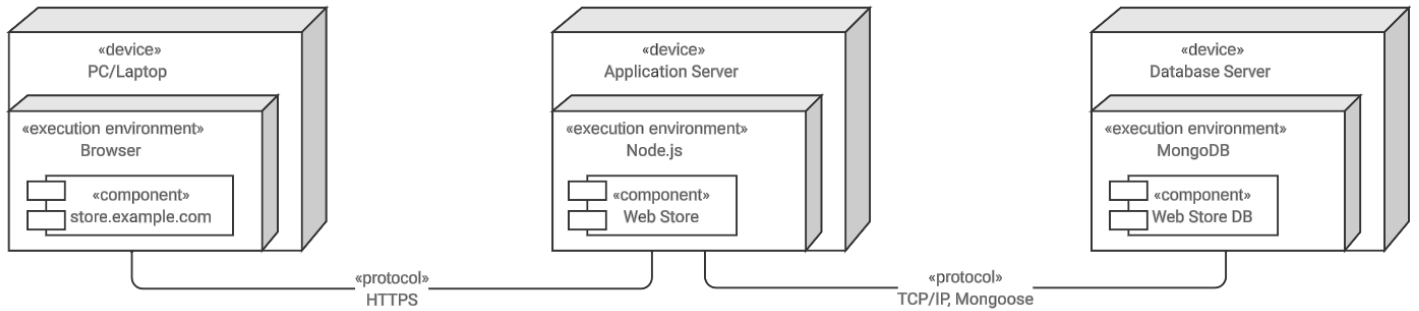 «device»
PC/Laptop
«execution environment»
Browser
«component»
store.example.com
«device»
Application Server
«execution environment»
Node.js
«component»
Web Store
«device»
Database Server
«execution environment»
MongoDB
«component»
Web Store DB
«protocol»
HTTPS
«protocol»
TCP/IP, Mongoose